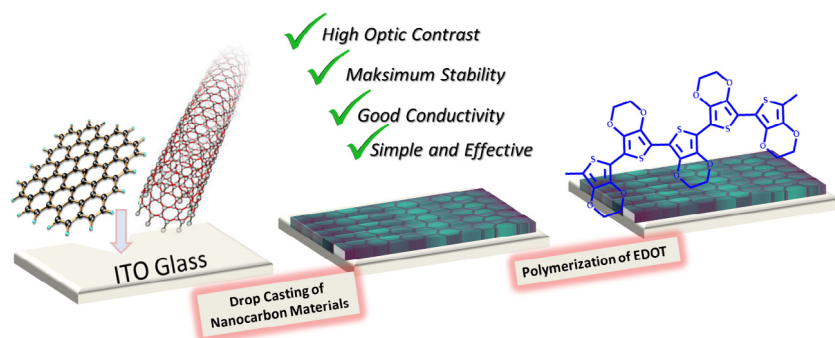 High Optic Contrast
Maksimum Stability
Good Conductivity
Simple and Effective
ITO Glass
Drop Casting of
Nanocarbon Materials
Polymerization of EDOT
S
S
S
S
S
O
O
O
O
O
O
O
O
O
O